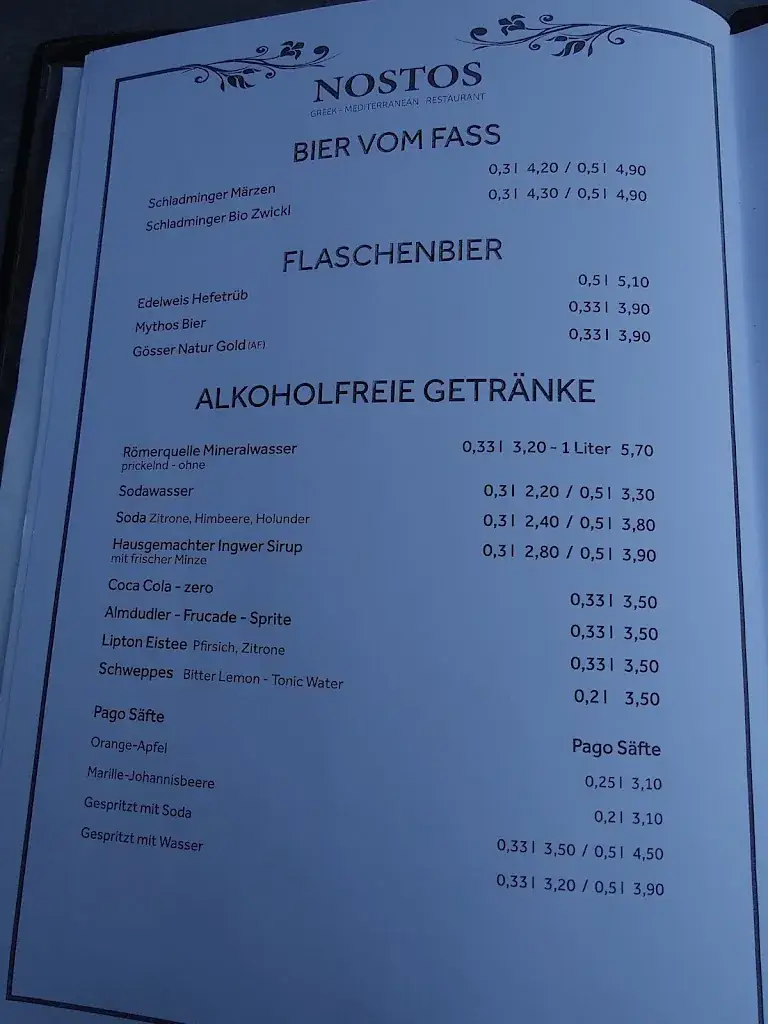 NOSTOS
GREEK - MEDITERRANEAN RESTAURANT
BIER VOM FASS
Schladminger Märzen 0,3 l 4,20 / 0,5 l 4,90
Schladminger Bio Zwickl 0,3 l 4,30 / 0,5 l 4,90
FLASCHENBIER
Edelweis Hefetrüb 0,5 l 5,10
Mythos Bier 0,33 l 3,90
Gösser Natur Gold (AF) 0,33 l 3,90
ALKOHOLFREIE GETRÄNKE
Römerquelle Mineralwasser 0,33 l 3,20 - 1 Liter 5,70
prickelnd - ohne
Sodawasser 0,3 l 2,20 / 0,5 l 3,30
Soda Zitrone, Himbeere, Holunder 0,3 l 2,40 / 0,5 l 3,80
Hausgemachter Ingwer Sirup 0,3 l 2,80 / 0,5 l 3,90
mit frischer Minze
Coca Cola - zero 0,33 l 3,50
Almdudler - Frucade - Sprite 0,33 l 3,50
Lipton Eistee Pfirsich, Zitrone 0,33 l 3,50
Schweppes Bitter Lemon - Tonic Water 0,2 l 3,50
Pago Säfte Pago Säfte
Orange-Apfel 0,25 l 3,10
Marille-Johannisbeere 0,2 l 3,10
Gespritzt mit Soda 0,33 l 3,50 / 0,5 l 4,50
Gespritzt mit Wasser 0,33 l 3,20 / 0,5 l 3,90